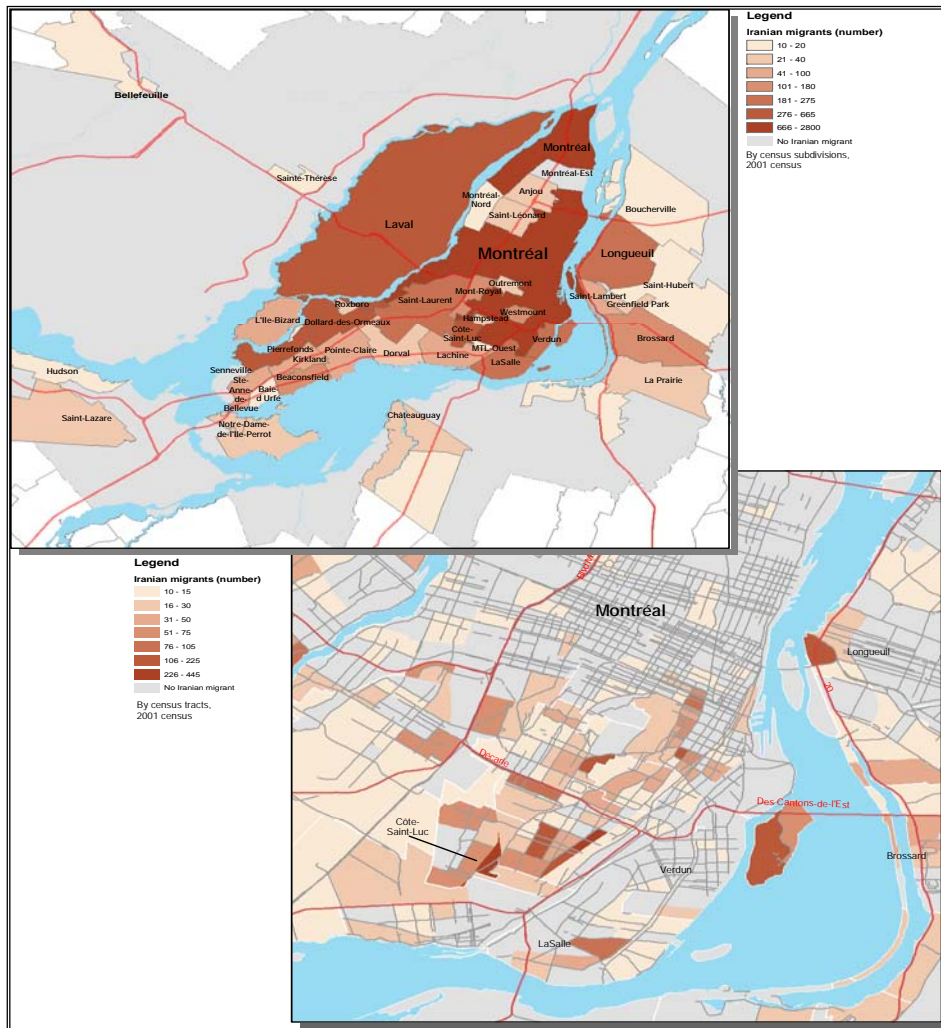 Legend
Iranian migrants (number)
10 - 20
21 - 40
41 - 100
101 - 180
181 - 275
276 - 665
666 - 2800
No Iranian migrant
By census subdivisions,
2001 census
Bellefeuille
Sainte-Thérèse
Montréal
Montréal-Est
Montréal-
Nord
Anjou
Saint-Léonard
Boucherville
Laval
Montréal
Longueuil
Saint-Hubert
Outremont
Mont-Royal
Saint-Laurent
Saint-Lambert
Greenfield Park
Roxboro
L'Ile-Bizard
Dollard-des-Ormeaux
Hampstead
Westmount
Côte-
Saint-Luc
Verdun
Brossard
MTL-Ouest
Pierrefonds
Pointe-Claire
Kirkland
Dorval
Lachine
LaSalle
Hudson
Senneville
Beaconsfield
La Prairie
Ste-
Anne-
de-
Bellevue
Baie
d Urfé
Saint-Lazare
Châteauguay
Notre-Dame-
de-l'Ile-Perrot
Legend
Iranian migrants (number)
10 - 15
16 - 30
31 - 50
51 - 75
76 - 105
106 - 225
226 - 445
No Iranian migrant
By census tracts,
2001 census
Montréal
Longueuil
20
Décarie
Des Cantons-de-l'Est
Côte-
Saint-Luc
Verdun
Brossard
LaSalle